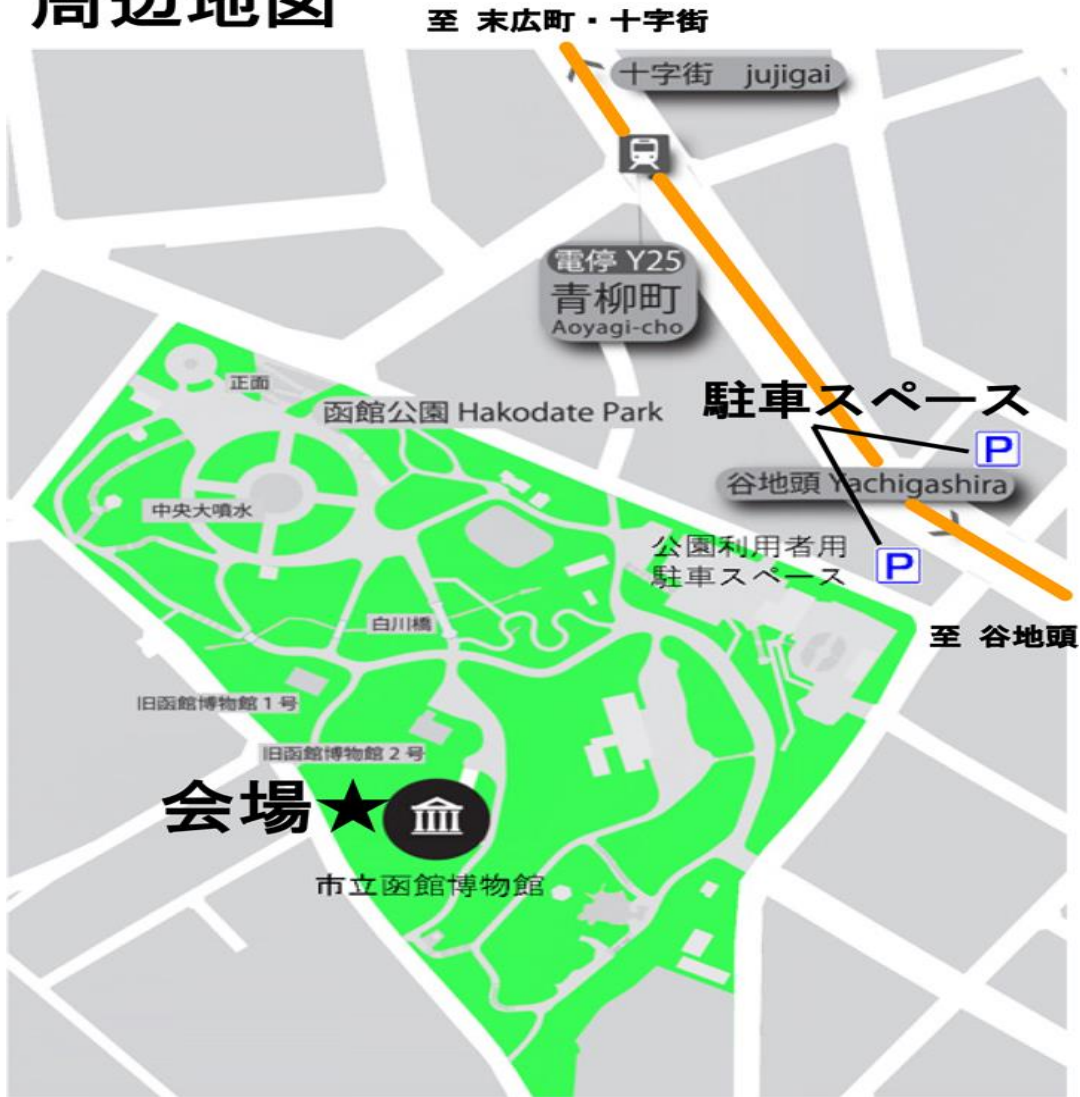 周辺地図
至 末広町・十字街
十字街 jujigai
電停 Y25
青柳町
Aoyagi-cho
正面
函館公園 Hakodate Park
駐車スペース
P
谷地頭 Yachigashira
中央大噴水
公園利用者用
駐車スペース
P
白川橋
至 谷地頭
旧函館博物館1号
旧函館博物館2号
会場★
市立函館博物館